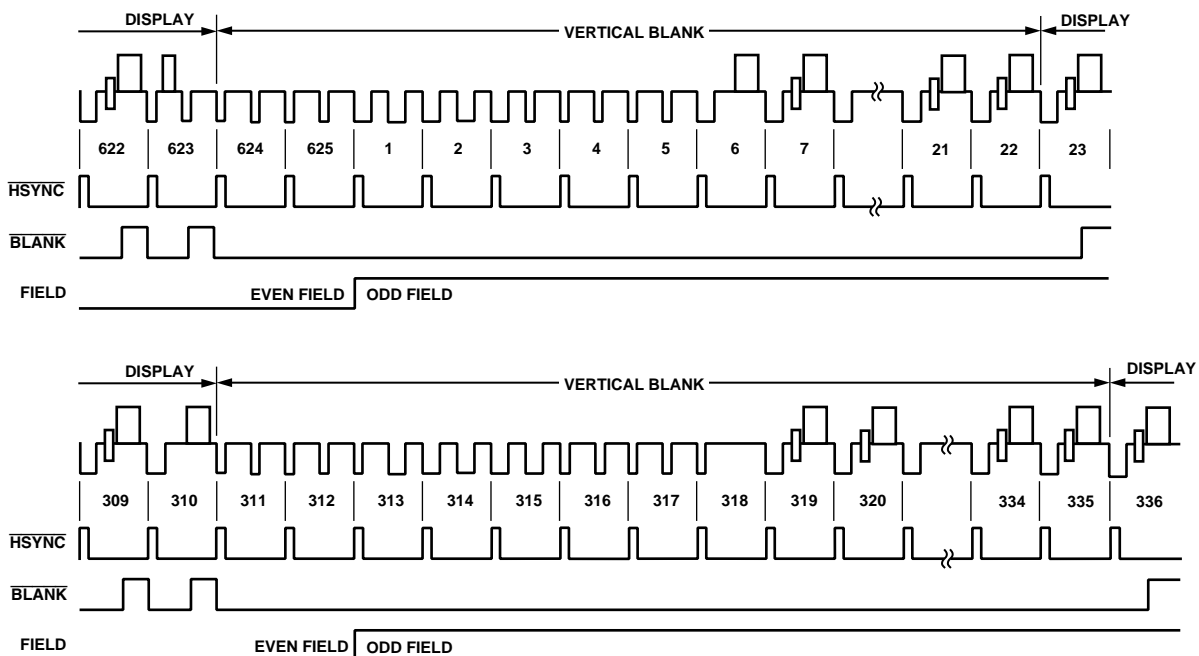 DISPLAY VERTICAL BLANK DISPLAY
622 623 624 625 1 2 3 4 5 6 7 21 22 23
HSYNC
BLANK
FIELD EVEN FIELD ODD FIELD
DISPLAY VERTICAL BLANK DISPLAY
309 310 311 312 313 314 315 316 317 318 319 320 334 335 336
HSYNC
BLANK
FIELD EVEN FIELD ODD FIELD